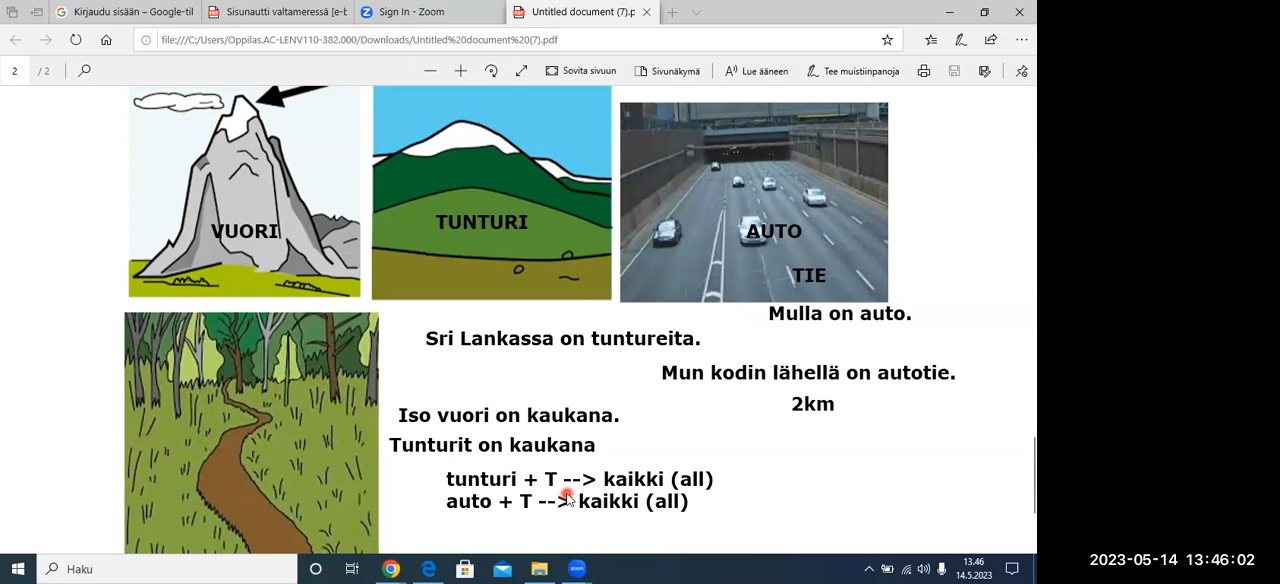 Kirjaudu sisään – Google-til
Sisunautti valtameressä [e-b
Sign In - Zoom
Untitled document (7).p
file:///C:/Users/Oppilas.AC-LENV110-382.000/Downloads/Untitled%20document%20(7).pdf
2 / 2
Sovita sivuun
Sivunäkymä
Lue ääneen
Tee muistiinpanoja
VUORI
TUNTURI
AUTO
TIE
Mulla on auto.
Sri Lankassa on tuntureita.
Mun kodin lähellä on autotie.
2km
Iso vuori on kaukana.
Tunturit on kaukana
tunturi + T --> kaikki (all)
auto + T --> kaikki (all)
Haku
zoom
13.46
14.5.2023
2023-05-14 13:46:02